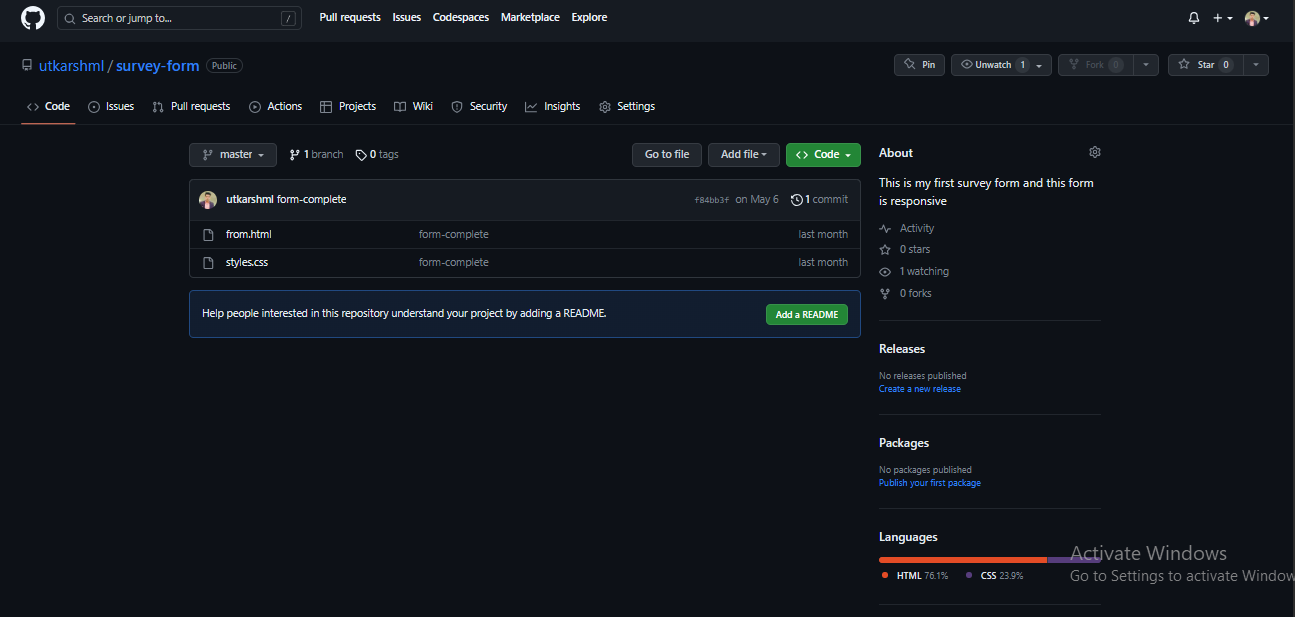 Search or jump to... /
Pull requests Issues Codespaces Marketplace Explore
utkarshml / survey-form Public
Pin Unwatch 1 Fork 0 Star 0
Code Issues Pull requests Actions Projects Wiki Security Insights Settings
master 1 branch 0 tags Go to file Add file Code
utkarshml form-complete f84bb3f on May 6 1 commit
from.html form-complete last month
styles.css form-complete last month
Help people interested in this repository understand your project by adding a README. Add a README
About
This is my first survey form and this form
is responsive
Activity
0 stars
1 watching
0 forks
Releases
No releases published
Create a new release
Packages
No packages published
Publish your first package
Languages
HTML 76.1% CSS 23.9%
Activate Windows
Go to Settings to activate Window